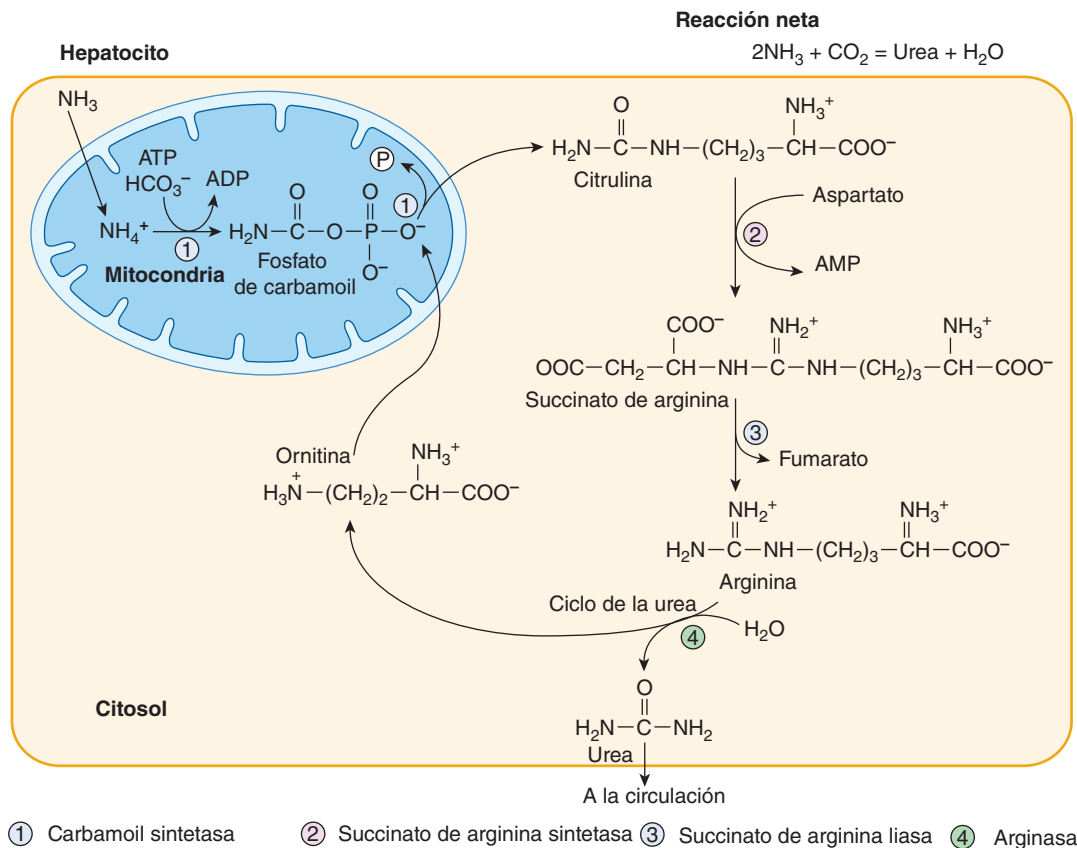 Reacción neta
2NH₃ + CO₂ = Urea + H₂O
Hepatocito
NH₃
ATP
HCO₃⁻
ADP
NH₄⁺
1
Mitocondria
O O
H₂N—C—O—P—O⁻
O⁻
Fosfato
de carbamoil
P
1
O NH₃⁺
H₂N—C—NH—(CH₂)₃—CH—COO⁻
Citrulina
Aspartato
2
AMP
COO⁻ NH₂⁺ NH₃⁺
OOC—CH₂—CH—NH—C—NH—(CH₂)₃—CH—COO⁻
Succinato de arginina
3
Fumarato
Ornitina
NH₃⁺
H₃N⁺—(CH₂)₂—CH—COO⁻
NH₂⁺ NH₃⁺
H₂N—C—NH—(CH₂)₃—CH—COO⁻
Arginina
Ciclo de la urea
H₂O
4
O
H₂N—C—NH₂
Urea
Citosol
A la circulación
1 Carbamoil sintetasa
2 Succinato de arginina sintetasa
3 Succinato de arginina liasa
4 Arginasa